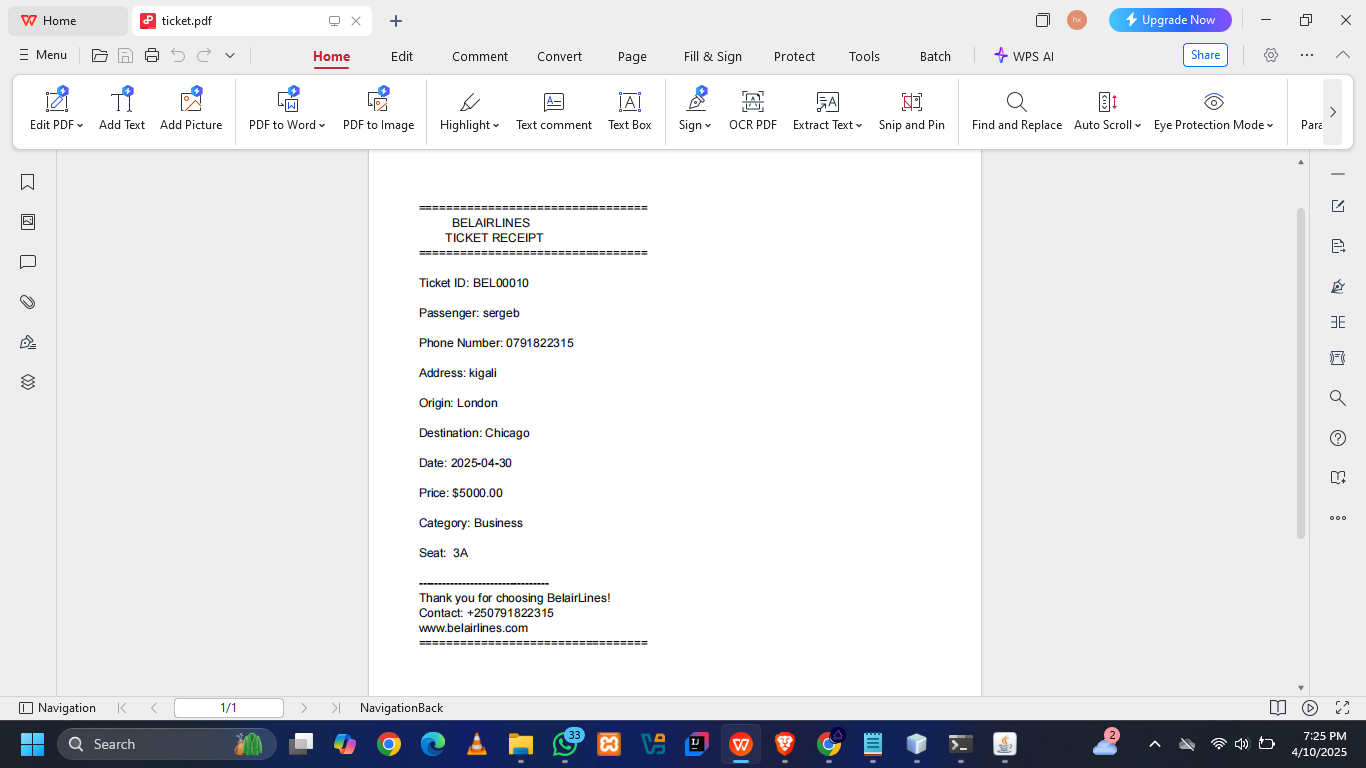 Home
ticket.pdf
hx
Upgrade Now
Menu
Home
Edit
Comment
Convert
Page
Fill & Sign
Protect
Tools
Batch
WPS AI
Share
Edit PDF
Add Text
Add Picture
PDF to Word
PDF to Image
Highlight
Text comment
Text Box
Sign
OCR PDF
Extract Text
Snip and Pin
Find and Replace
Auto Scroll
Eye Protection Mode
Para
=================================
BELAIRLINES
TICKET RECEIPT
=================================
Ticket ID: BEL00010
Passenger: sergeb
Phone Number: 0791822315
Address: kigali
Origin: London
Destination: Chicago
Date: 2025-04-30
Price: $5000.00
Category: Business
Seat:  3A
---------------------------------
Thank you for choosing BelairLines!
Contact: +250791822315
www.belairlines.com
=================================
Navigation
1/1
NavigationBack
Search
33
2
7:25 PM
4/10/2025